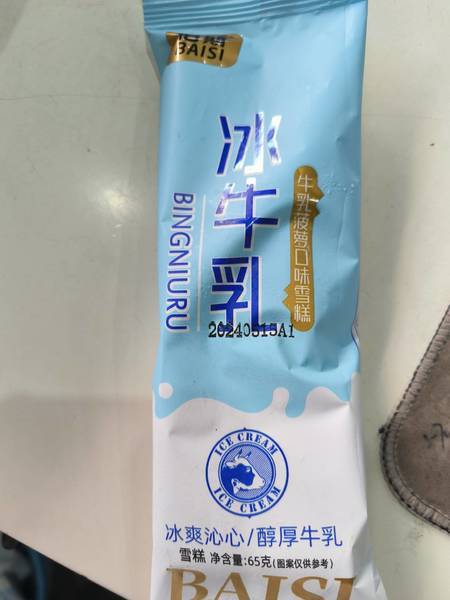 BAISI
冰牛乳
BINGNIURU
牛乳菠萝口味雪糕
20240515A1
ICE CREAM
ICE CREAM
冰爽沁心/醇厚牛乳
雪糕 净含量:65克(图案仅供参考)
BAISI